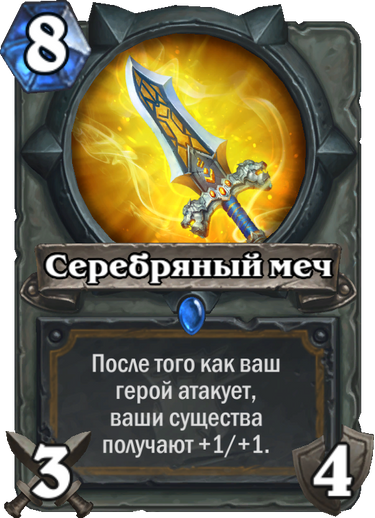 8
Серебряный меч
После того как ваш
герой атакует,
ваши существа
получают +1/+1.
3
4